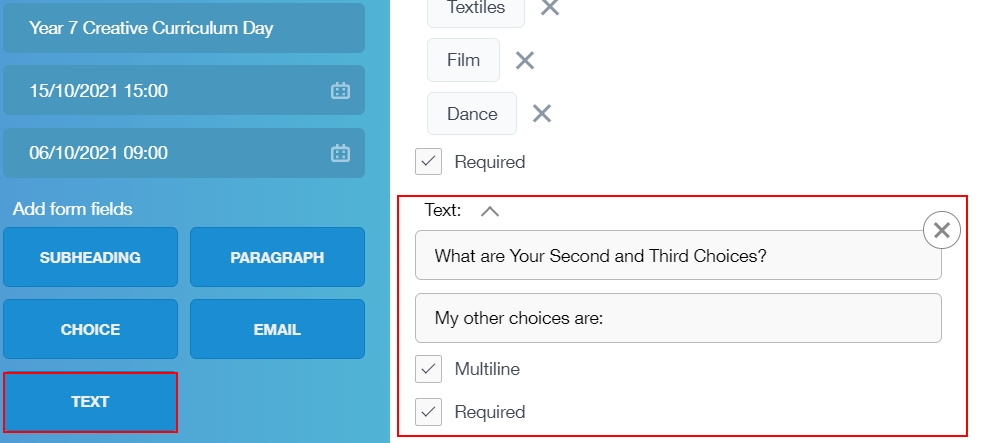 Year 7 Creative Curriculum Day
15/10/2021 15:00
06/10/2021 09:00
Add form fields
SUBHEADING
PARAGRAPH
CHOICE
EMAIL
TEXT
Textiles
Film
Dance
Required
Text:
What are Your Second and Third Choices?
My other choices are:
Multiline
Required